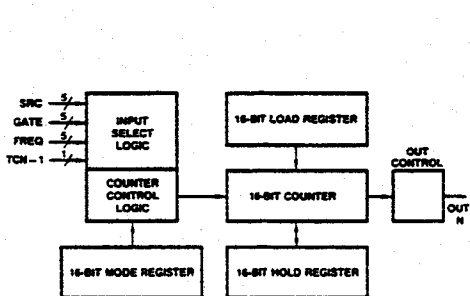 SRC
5
GATE
5
FREQ
5
TCN-1
1
INPUT
SELECT
LOGIC
COUNTER
CONTROL
LOGIC
16-BIT MODE REGISTER
16-BIT LOAD REGISTER
16-BIT COUNTER
16-BIT HOLD REGISTER
OUT
CONTROL
OUT
N